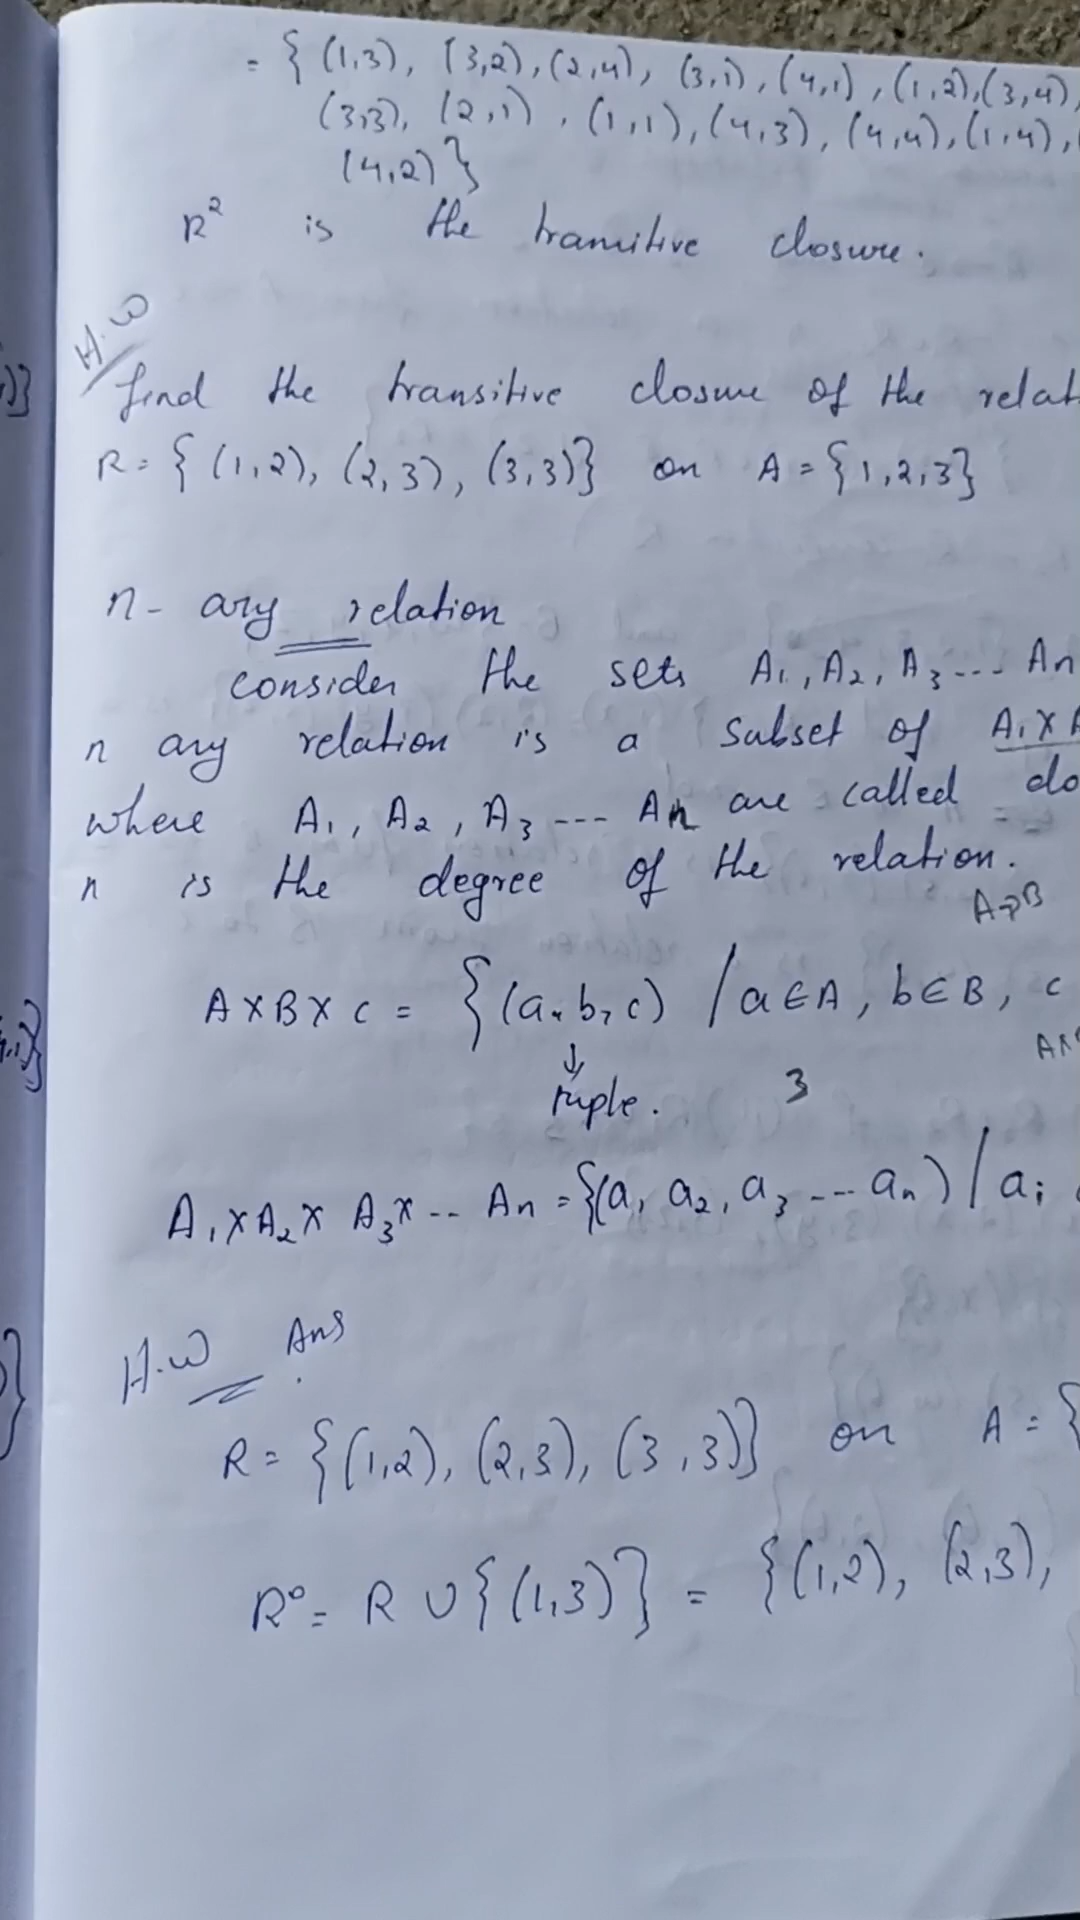 = { (1,3), (3,2), (2,4), (3,1), (4,1), (1,2), (3,4),
(3,3), (2,1), (1,1), (4,3), (4,4), (1,4),
(4,2)}
R² is the transitive closure.
H.W
find the transitive closure of the relat
R = { (1,2), (2,3), (3,3)} on A = {1,2,3}
n- ary relation
consider the sets A₁, A₂, A₃ --- An
n ary relation is a subset of A₁ X A
where A₁, A₂, A₃ --- An are called do
n is the degree of the relation.
A→B
A X B X C = {(a, b, c) / a ∈ A, b ∈ B, c
↓
tuple. 3
A₁ X A₂ X A₃ X -- An = {(a₁ a₂, a₃ --- an) / ai
H.W Ans
R = {(1,2), (2,3), (3,3)} on A = {
R⁰ = R ∪ {(1,3)} = {(1,2), (2,3),